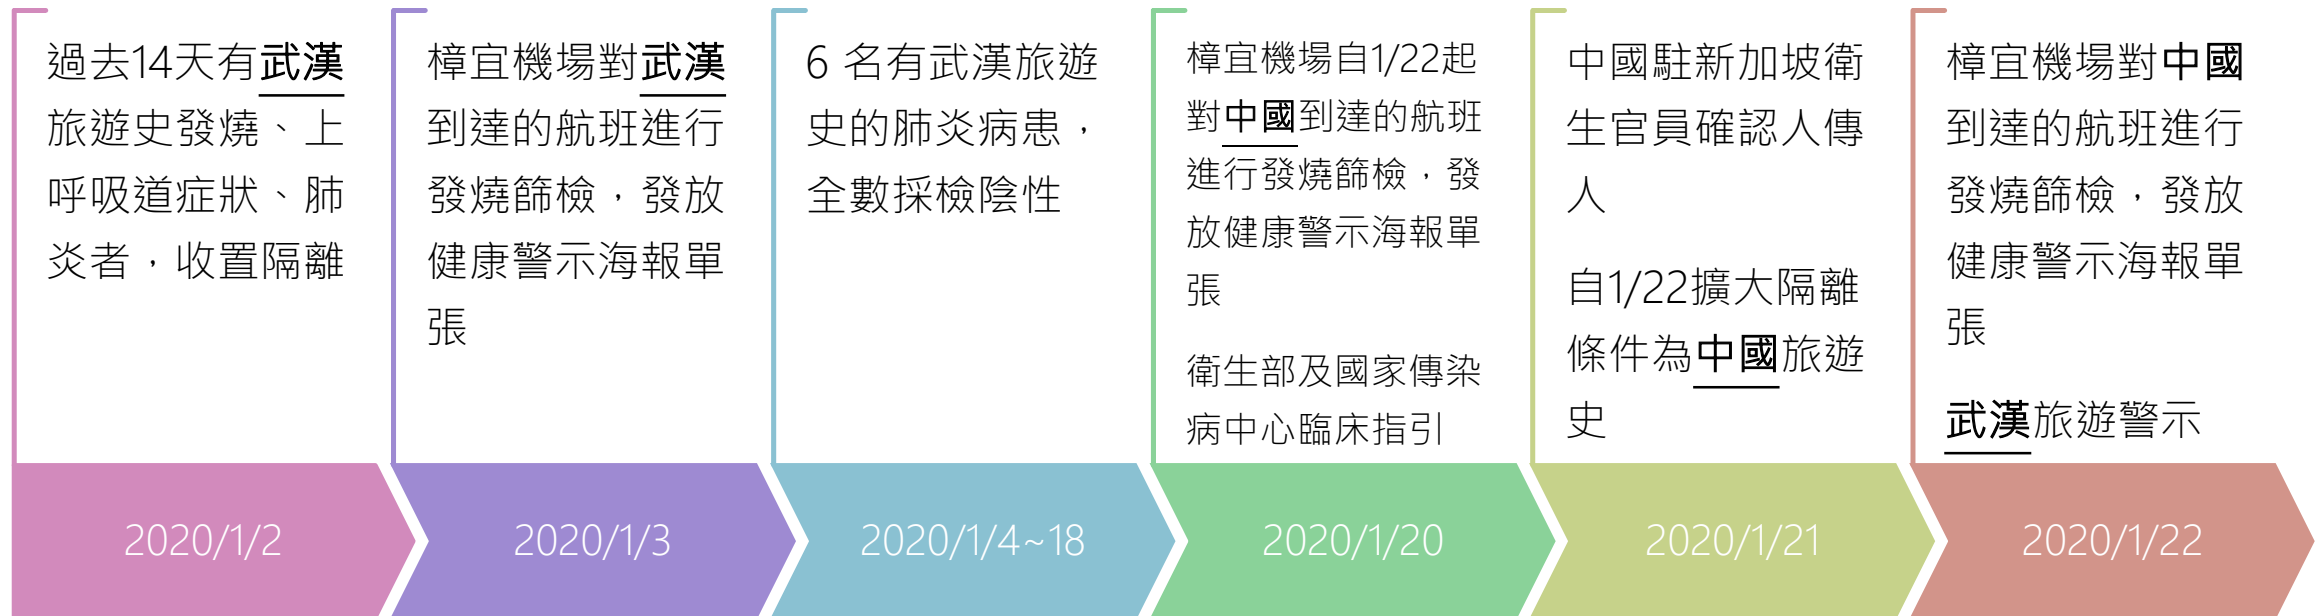 過去14天有武漢
旅遊史發燒、上
呼吸道症狀、肺
炎者，收置隔離
2020/1/2
樟宜機場對武漢
到達的航班進行
發燒篩檢，發放
健康警示海報單
張
2020/1/3
6 名有武漢旅遊
史的肺炎病患，
全數採檢陰性
2020/1/4~18
樟宜機場自1/22起
對中國到達的航班
進行發燒篩檢，發
放健康警示海報單
張
衛生部及國家傳染
病中心臨床指引
2020/1/20
中國駐新加坡衛
生官員確認人傳
人
自1/22擴大隔離
條件為中國旅遊
史
2020/1/21
樟宜機場對中國
到達的航班進行
發燒篩檢，發放
健康警示海報單
張
武漢旅遊警示
2020/1/22